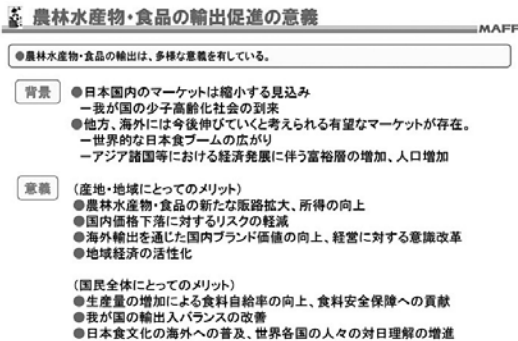 農林水産物・食品の輸出促進の意義
MAFF
●農林水産物・食品の輸出は、多様な意義を有している。
背景
●日本国内のマーケットは縮小する見込み
－我が国の少子高齢化社会の到来
●他方、海外には今後伸びていくと考えられる有望なマーケットが存在。
－世界的な日本食ブームの広がり
－アジア諸国等における経済発展に伴う富裕層の増加、人口増加
意義
（産地・地域にとってのメリット）
●農林水産物・食品の新たな販路拡大、所得の向上
●国内価格下落に対するリスクの軽減
●海外輸出を通じた国内ブランド価値の向上、経営に対する意識改革
●地域経済の活性化
（国民全体にとってのメリット）
●生産量の増加による食料自給率の向上、食料安全保障への貢献
●我が国の輸出入バランスの改善
●日本食文化の海外への普及、世界各国の人々の対日理解の増進